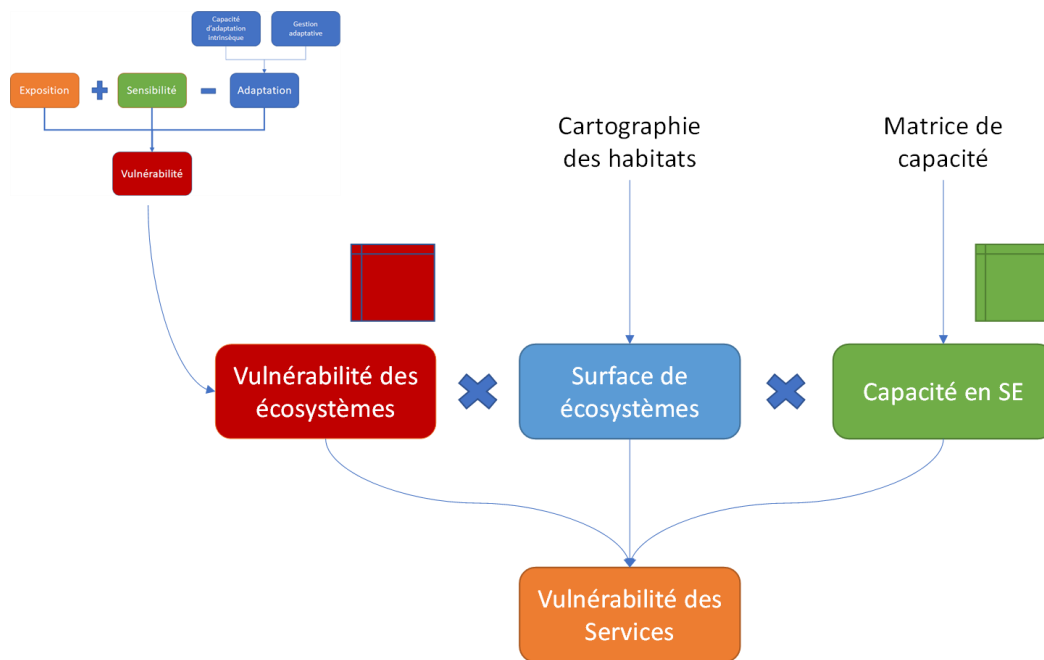 Capacité
d'adaptation
intrinsèque
Gestion
adaptative
Exposition
Sensibilité
Adaptation
Vulnérabilité
Cartographie
des habitats
Matrice de
capacité
Vulnérabilité des
écosystèmes
Surface de
écosystèmes
Capacité en SE
Vulnérabilité des
Services